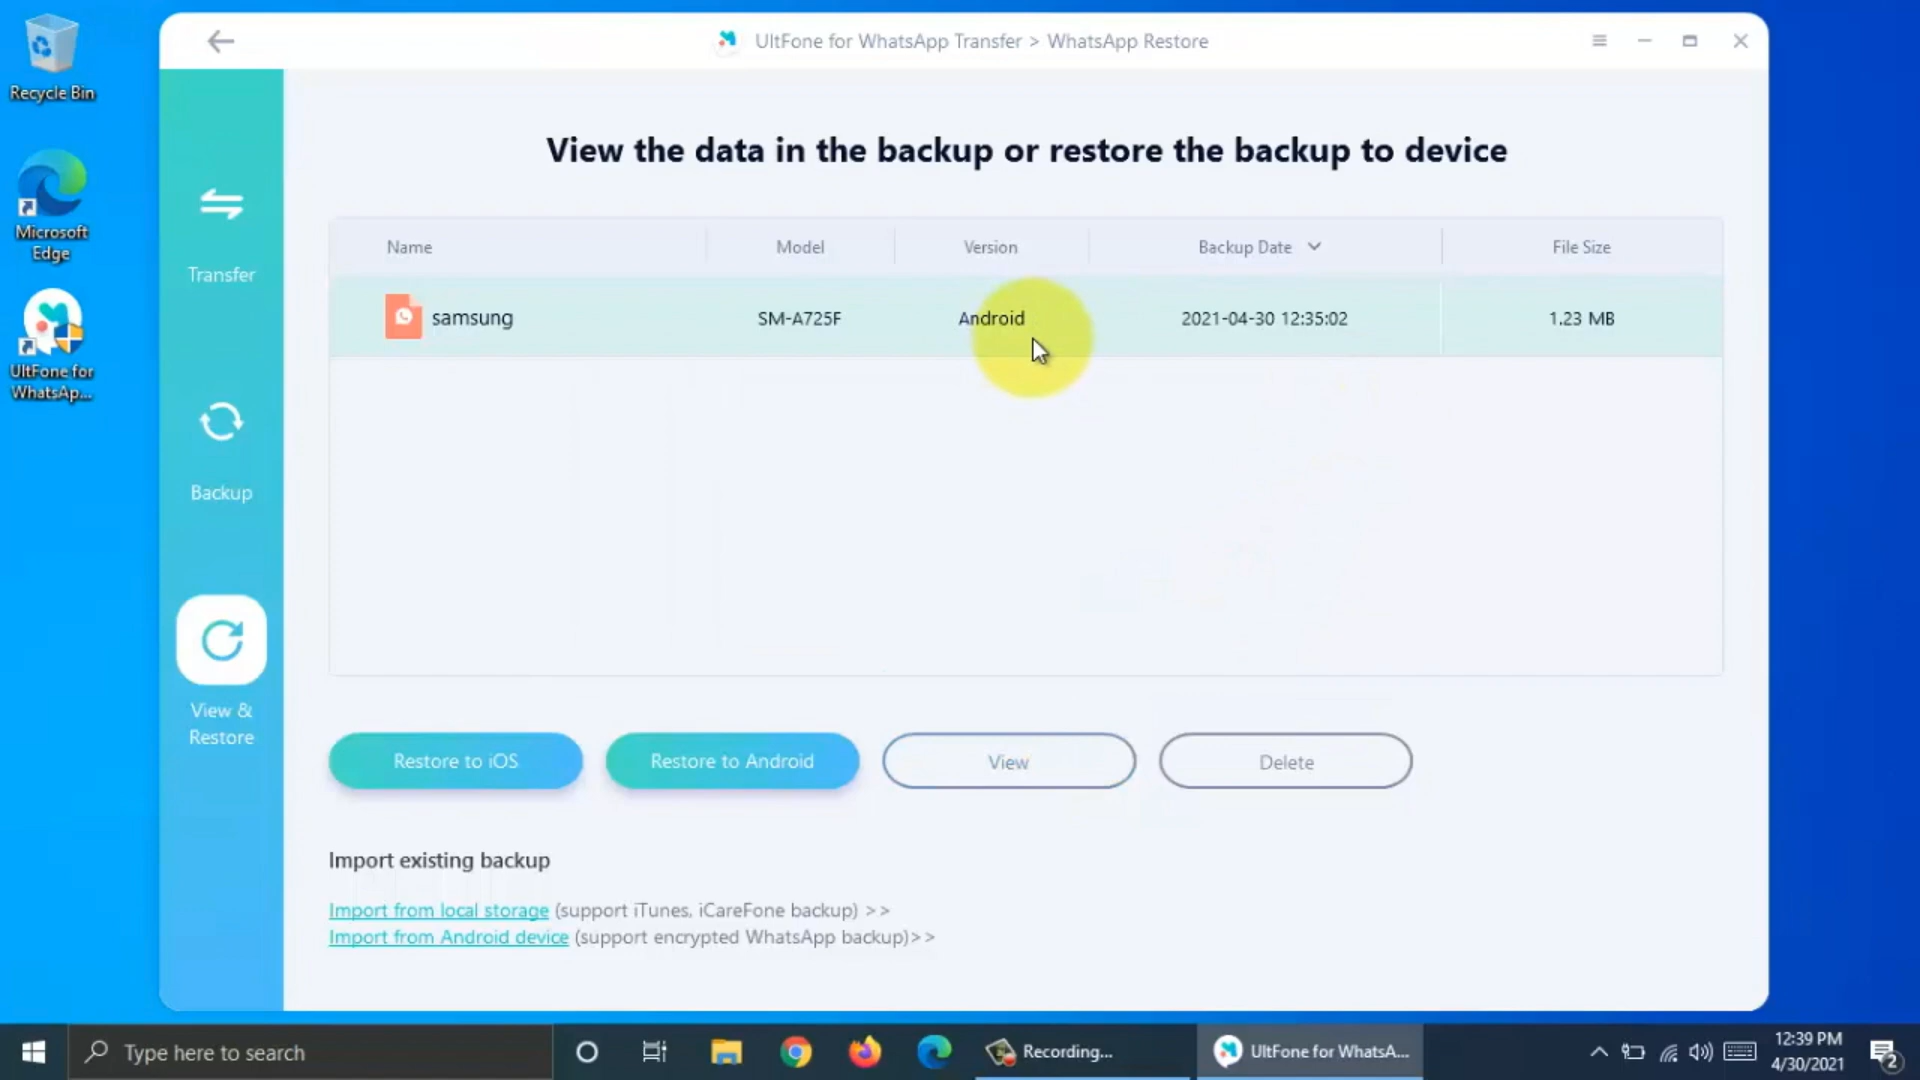 Recycle Bin
Microsoft
Edge
UltFone for
WhatsAp...
UltFone for WhatsApp Transfer > WhatsApp Restore
Transfer
Backup
View &
Restore
View the data in the backup or restore the backup to device
Name Model Version Backup Date File Size
samsung SM-A725F Android 2021-04-30 12:35:02 1.23 MB
Restore to iOS Restore to Android View Delete
Import existing backup
Import from local storage (support iTunes, iCareFone backup) >>
Import from Android device (support encrypted WhatsApp backup)>>
Type here to search
Recording...
UltFone for WhatsA...
12:39 PM
4/30/2021
2